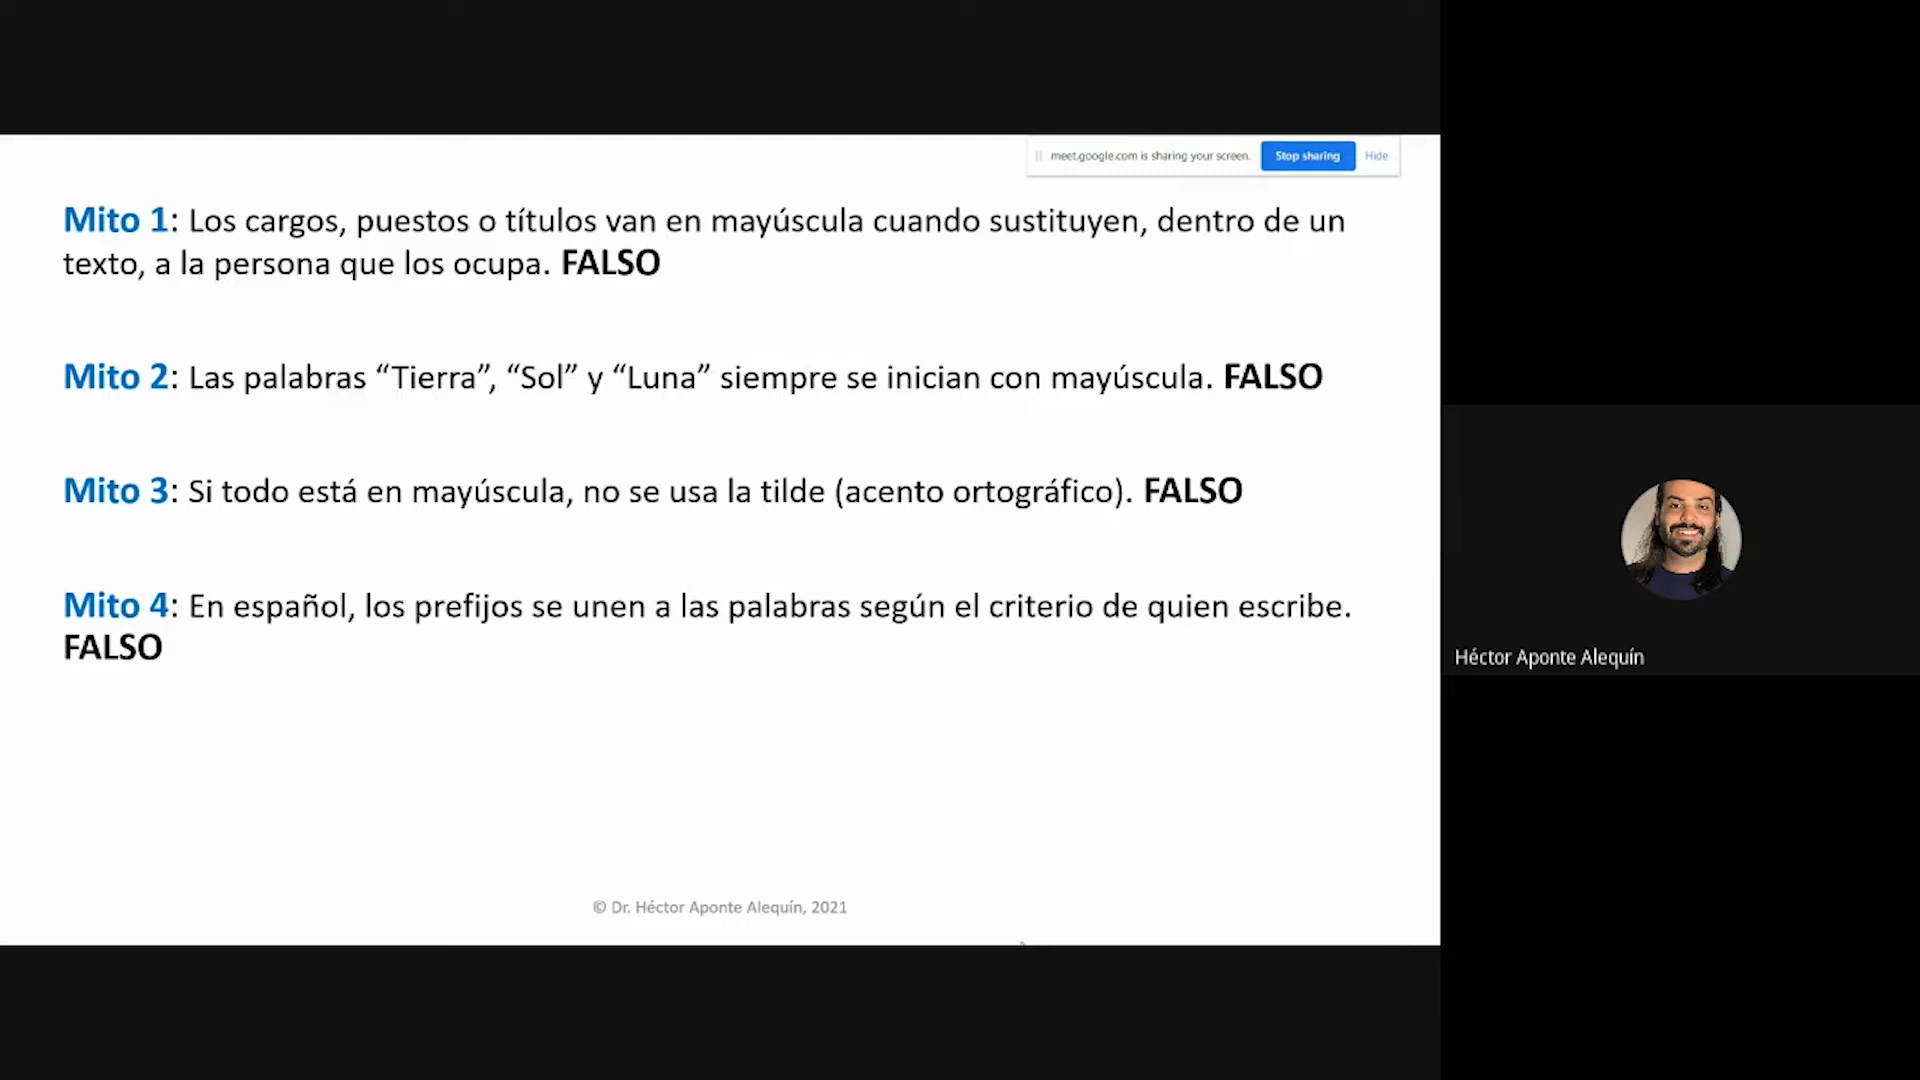 meet.google.com is sharing your screen. Stop sharing Hide
Mito 1: Los cargos, puestos o títulos van en mayúscula cuando sustituyen, dentro de un
texto, a la persona que los ocupa. FALSO
Mito 2: Las palabras “Tierra”, “Sol” y “Luna” siempre se inician con mayúscula. FALSO
Mito 3: Si todo está en mayúscula, no se usa la tilde (acento ortográfico). FALSO
Mito 4: En español, los prefijos se unen a las palabras según el criterio de quien escribe.
FALSO
Héctor Aponte Alequín
© Dr. Héctor Aponte Alequín, 2021